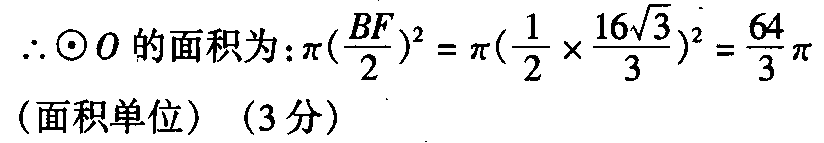 ∴⊙O 的面积为:π(BF/2)² = π(1/2 × 16√3/3)² = 64/3 π
(面积单位) (3分)